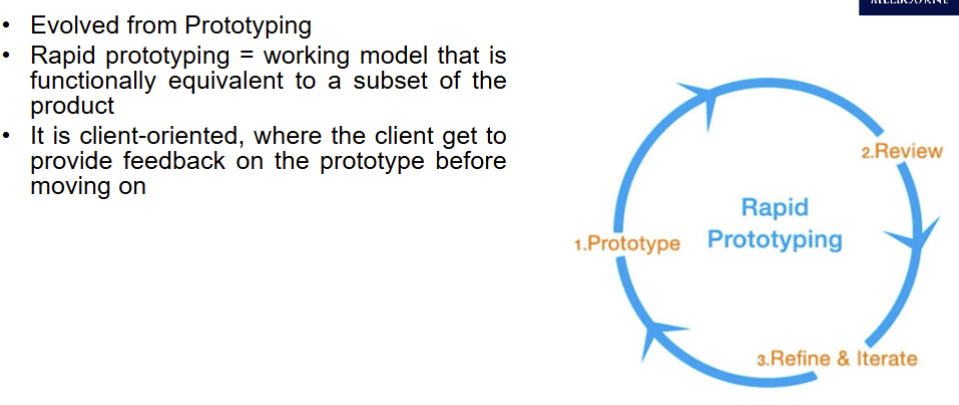 • Evolved from Prototyping
• Rapid prototyping = working model that is
functionally equivalent to a subset of the
product
• It is client-oriented, where the client get to
provide feedback on the prototype before
moving on
2.Review
Rapid
Prototyping
1.Prototype
3.Refine & Iterate